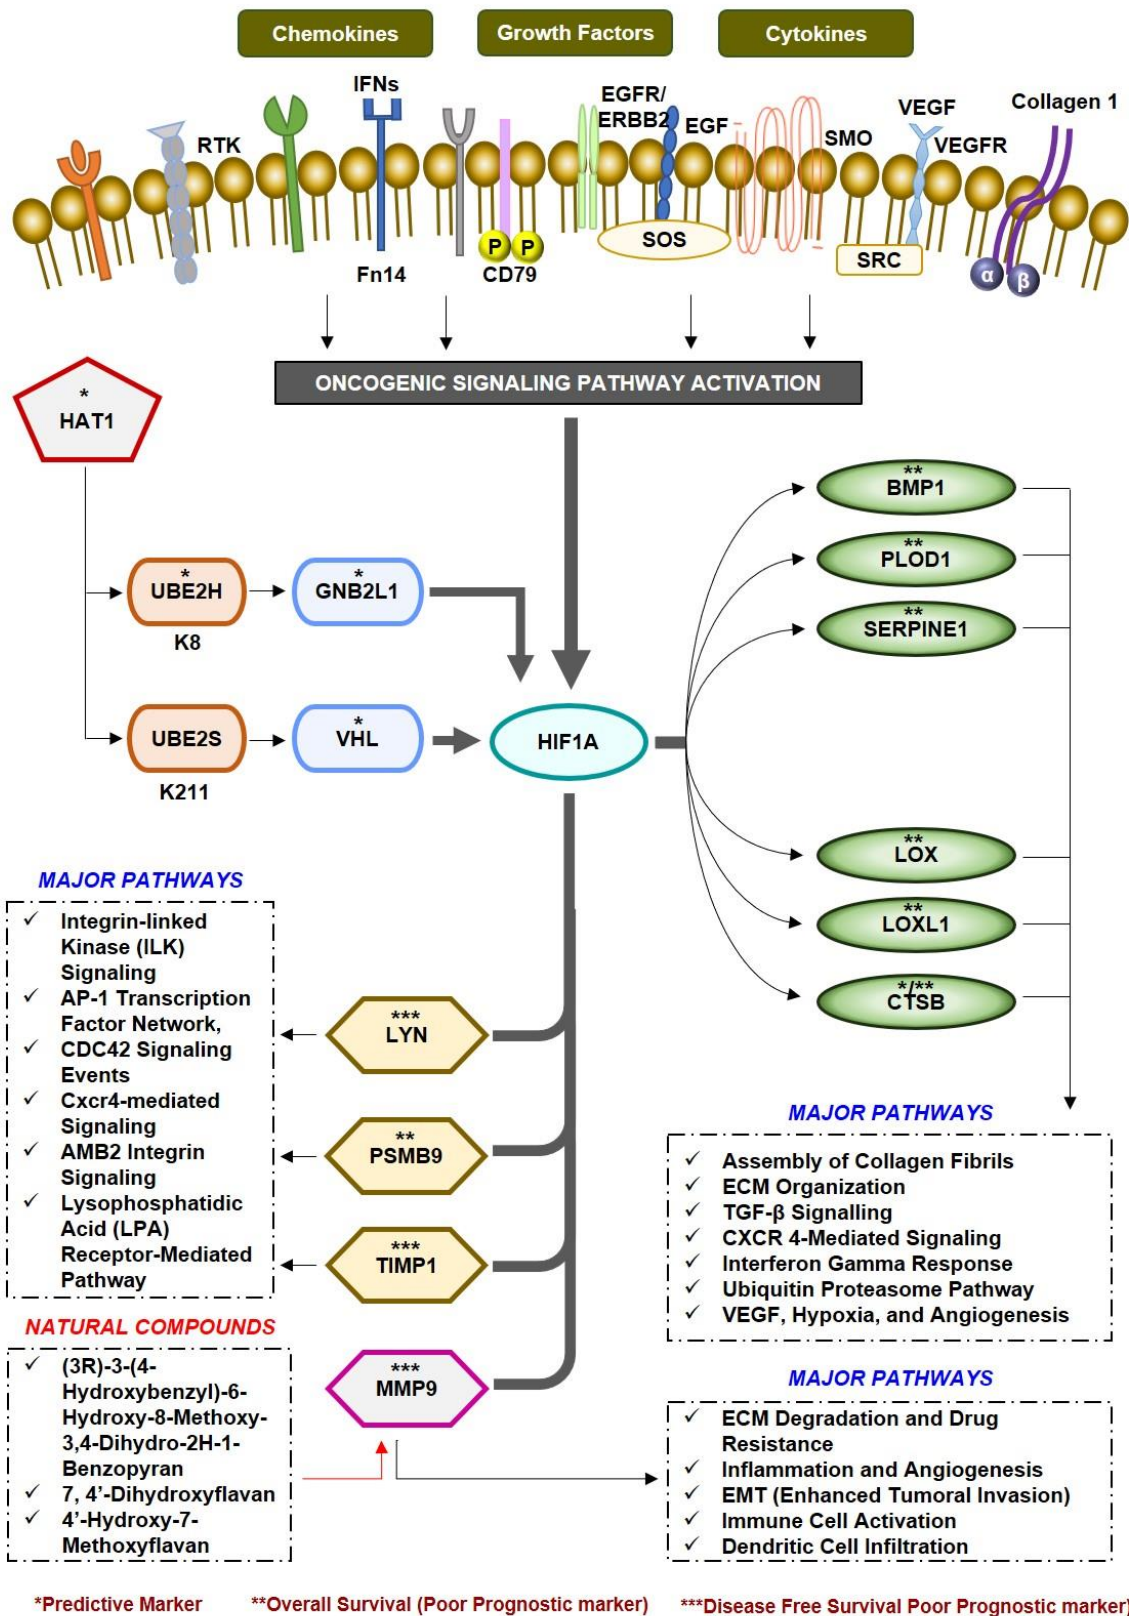 Chemokines
Growth Factors
Cytokines
IFNs
RTK
EGFR/
ERBB2
EGF
SMO
VEGF
VEGFR
Collagen 1
P
P
SOS
SRC
α
β
Fn14
CD79
ONCOGENIC SIGNALING PATHWAY ACTIVATION
*
HAT1
**
BMP1
**
PLOD1
**
SERPINE1
*
UBE2H
K8
*
GNB2L1
UBE2S
K211
*
VHL
HIF1A
**
LOX
**
LOXL1
*/**
CTSB
MAJOR PATHWAYS
✓ Integrin-linked
Kinase (ILK)
Signaling
✓ AP-1 Transcription
Factor Network,
✓ CDC42 Signaling
Events
✓ Cxcr4-mediated
Signaling
✓ AMB2 Integrin
Signaling
✓ Lysophosphatidic
Acid (LPA)
Receptor-Mediated
Pathway
***
LYN
**
PSMB9
***
TIMP1
***
MMP9
MAJOR PATHWAYS
✓ Assembly of Collagen Fibrils
✓ ECM Organization
✓ TGF-β Signalling
✓ CXCR 4-Mediated Signaling
✓ Interferon Gamma Response
✓ Ubiquitin Proteasome Pathway
✓ VEGF, Hypoxia, and Angiogenesis
NATURAL COMPOUNDS
✓ (3R)-3-(4-
Hydroxybenzyl)-6-
Hydroxy-8-Methoxy-
3,4-Dihydro-2H-1-
Benzopyran
✓ 7, 4’-Dihydroxyflavan
✓ 4’-Hydroxy-7-
Methoxyflavan
MAJOR PATHWAYS
✓ ECM Degradation and Drug
Resistance
✓ Inflammation and Angiogenesis
✓ EMT (Enhanced Tumoral Invasion)
✓ Immune Cell Activation
✓ Dendritic Cell Infiltration
*Predictive Marker
**Overall Survival (Poor Prognostic marker)
***Disease Free Survival Poor Prognostic marker)